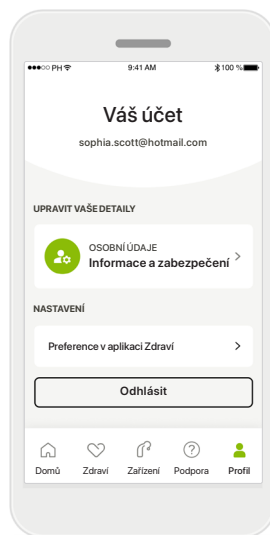 ●●●○○ PH 9:41 AM 100 %
Váš účet
sophia.scott@hotmail.com
UPRAVIT VAŠE DETAILY
OSOBNÍ ÚDAJE
Informace a zabezpečení
NASTAVENÍ
Preference v aplikaci Zdraví
Odhlásit
Domů Zdraví Zařízení Podpora Profil